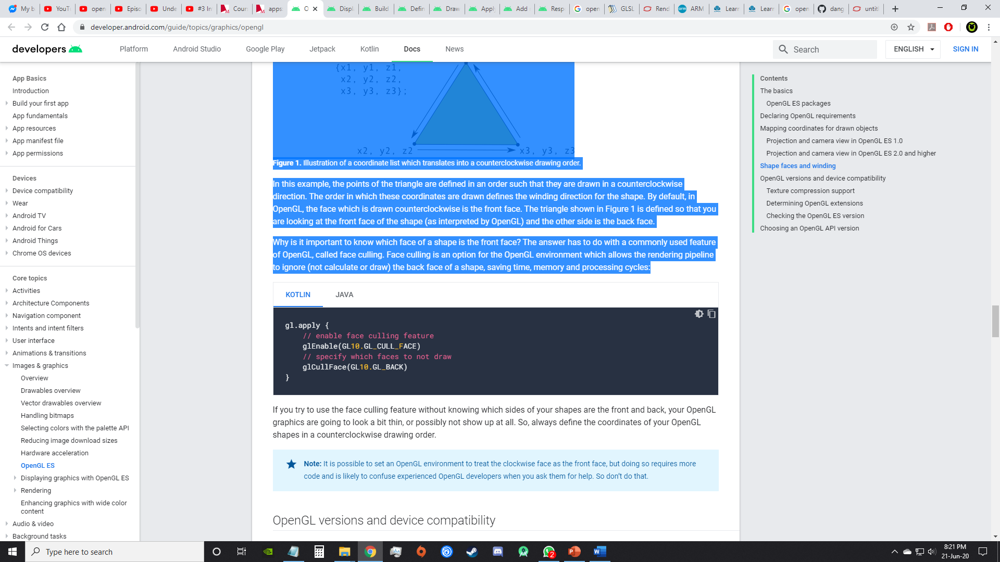 My b
YouTu
open
Episo
Unde
#3 In
Cours
apps
O
Displa
Build
Defin
Draw
Apply
Add
Respo
open
GLSL
Rend
ARM
Learn
Learn
open
dang
untitl
developer.android.com/guide/topics/graphics/opengl
developers
Platform
Android Studio
Google Play
Jetpack
Kotlin
Docs
News
Search
ENGLISH
SIGN IN
App Basics
Introduction
Build your first app
App fundamentals
App resources
App manifest file
App permissions
Devices
Device compatibility
Wear
Android TV
Android for Cars
Android Things
Chrome OS devices
Core topics
Activities
Architecture Components
Navigation component
Intents and intent filters
User interface
Animations & transitions
Images & graphics
Overview
Drawables overview
Vector drawables overview
Handling bitmaps
Selecting colors with the palette API
Reducing image download sizes
Hardware acceleration
OpenGL ES
Displaying graphics with OpenGL ES
Rendering
Enhancing graphics with wide color
content
Audio & video
Background tasks
{x1, y1, z1,
x2, y2, z2,
x3, y3, z3};
x2, y2, z2
x3, y3, z3
Figure 1. Illustration of a coordinate list which translates into a counterclockwise drawing order.
In this example, the points of the triangle are defined in an order such that they are drawn in a counterclockwise
direction. The order in which these coordinates are drawn defines the winding direction for the shape. By default, in
OpenGL, the face which is drawn counterclockwise is the front face. The triangle shown in Figure 1 is defined so that you
are looking at the front face of the shape (as interpreted by OpenGL) and the other side is the back face.
Why is it important to know which face of a shape is the front face? The answer has to do with a commonly used feature
of OpenGL, called face culling. Face culling is an option for the OpenGL environment which allows the rendering pipeline
to ignore (not calculate or draw) the back face of a shape, saving time, memory and processing cycles:
KOTLIN
JAVA
gl.apply {
// enable face culling feature
glEnable(GL10.GL_CULL_FACE)
// specify which faces to not draw
glCullFace(GL10.GL_BACK)
}
If you try to use the face culling feature without knowing which sides of your shapes are the front and back, your OpenGL
graphics are going to look a bit thin, or possibly not show up at all. So, always define the coordinates of your OpenGL
shapes in a counterclockwise drawing order.
Note: It is possible to set an OpenGL environment to treat the clockwise face as the front face, but doing so requires more
code and is likely to confuse experienced OpenGL developers when you ask them for help. So don't do that.
OpenGL versions and device compatibility
Contents
The basics
OpenGL ES packages
Declaring OpenGL requirements
Mapping coordinates for drawn objects
Projection and camera view in OpenGL ES 1.0
Projection and camera view in OpenGL ES 2.0 and higher
Shape faces and winding
OpenGL versions and device compatibility
Texture compression support
Determining OpenGL extensions
Checking the OpenGL ES version
Choosing an OpenGL API version
Type here to search
2
8:21 PM
21-Jun-20